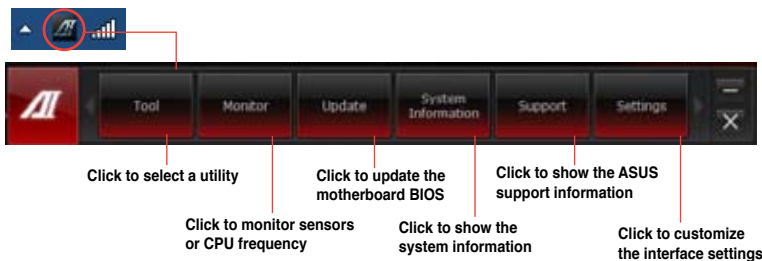 AI
AI
Tool
Monitor
Update
System
Information
Support
Settings
Click to select a utility
Click to update the
motherboard BIOS
Click to show the ASUS
support information
Click to monitor sensors
or CPU frequency
Click to show the
system information
Click to customize
the interface settings